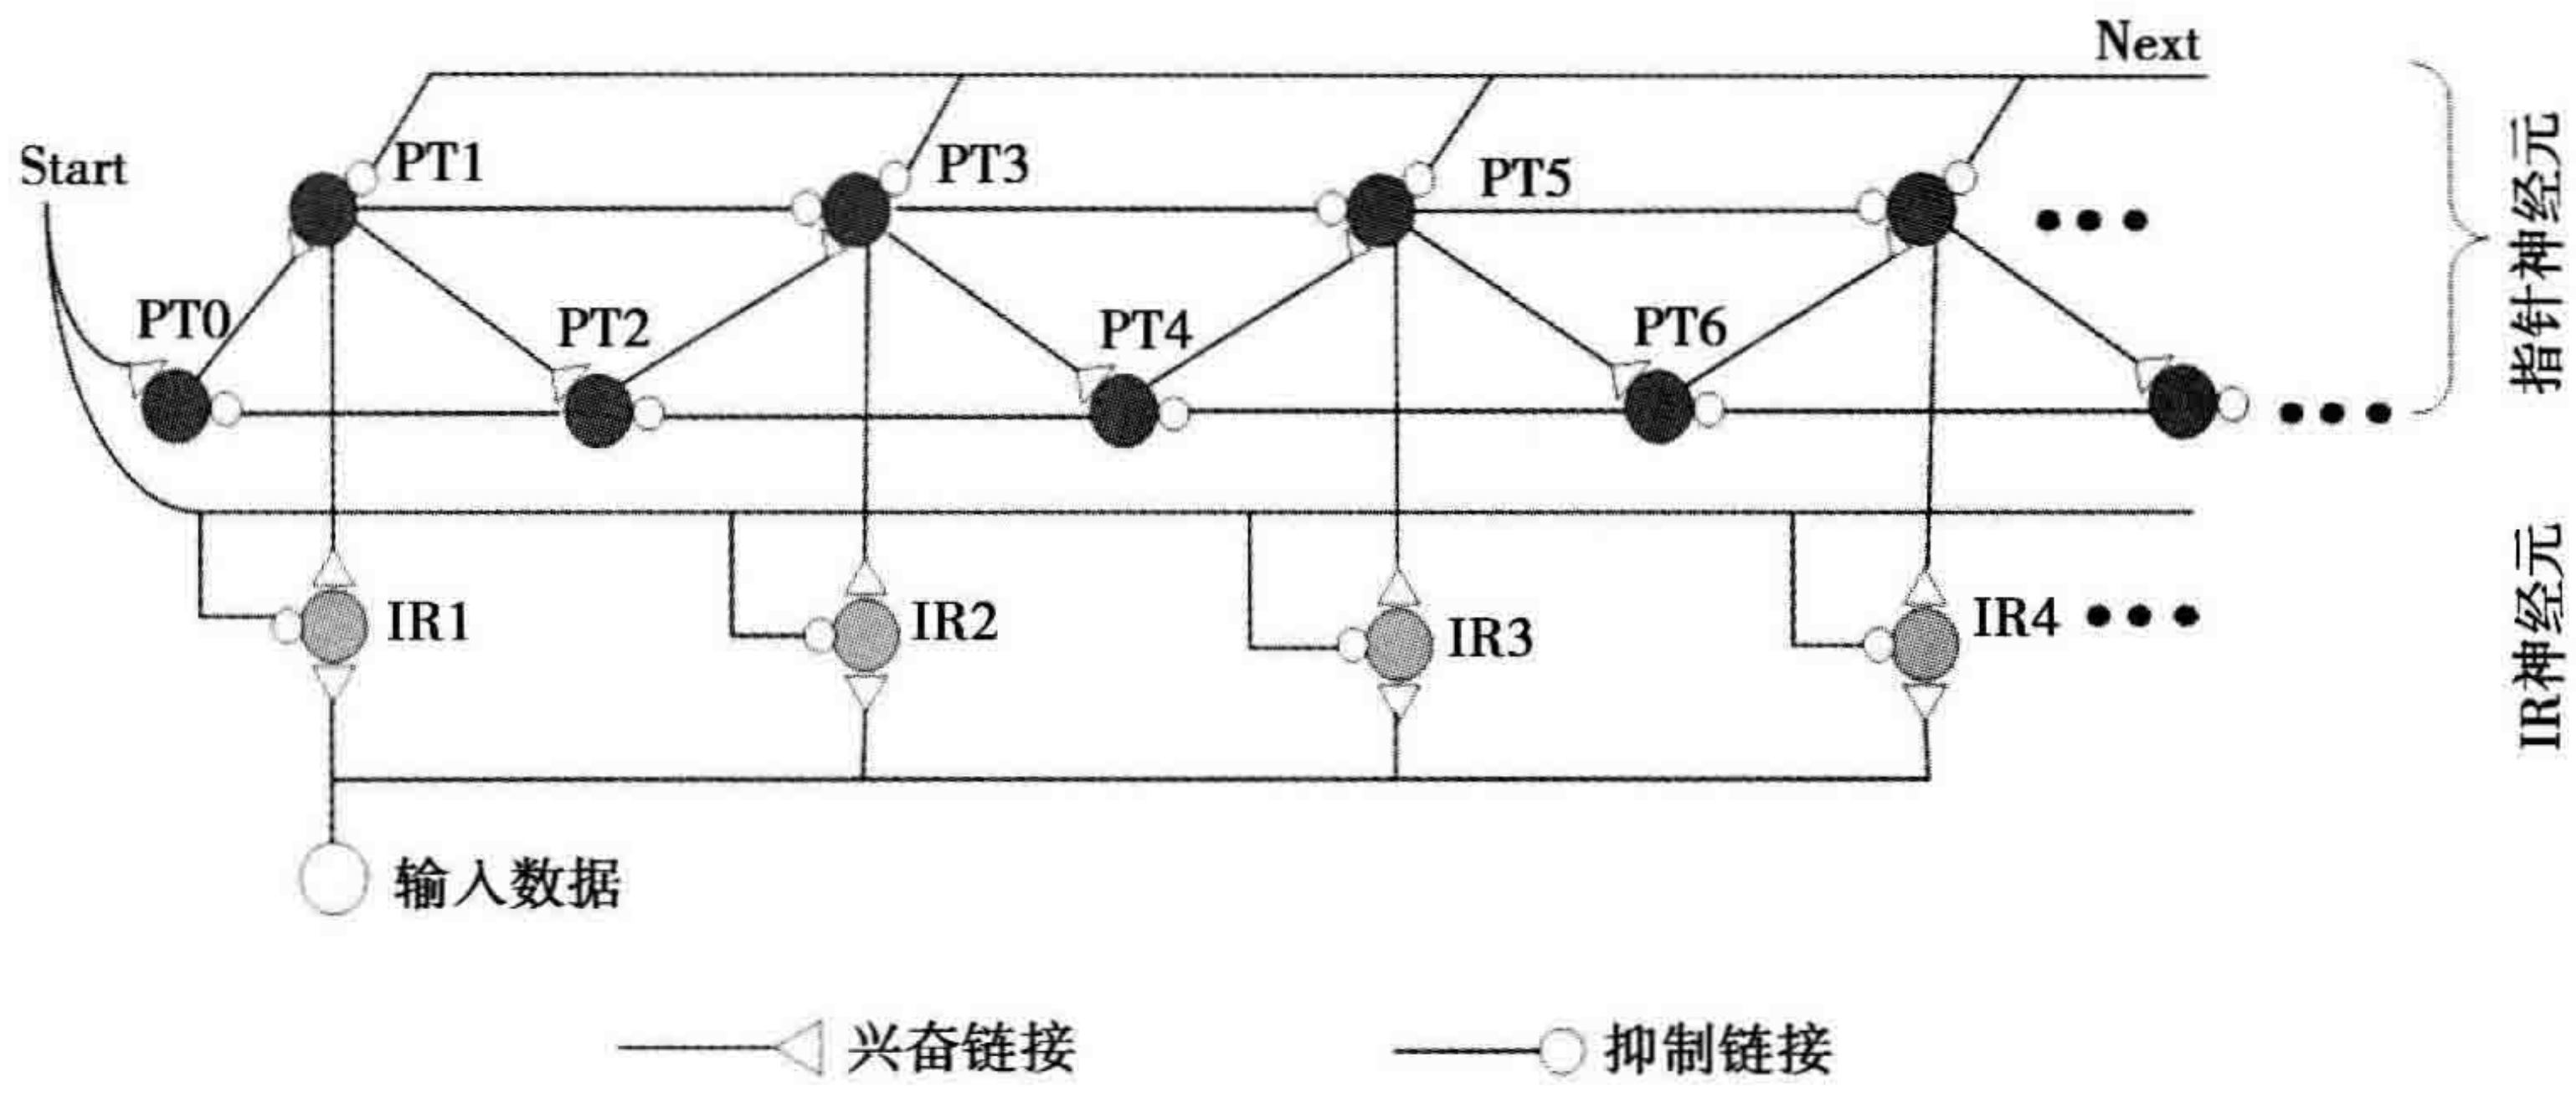 Next
Start
PT1
PT3
PT5
PT0
PT2
PT4
PT6
指针神经元
IR1
IR2
IR3
IR4
IR神经元
输入数据
兴奋链接
抑制链接